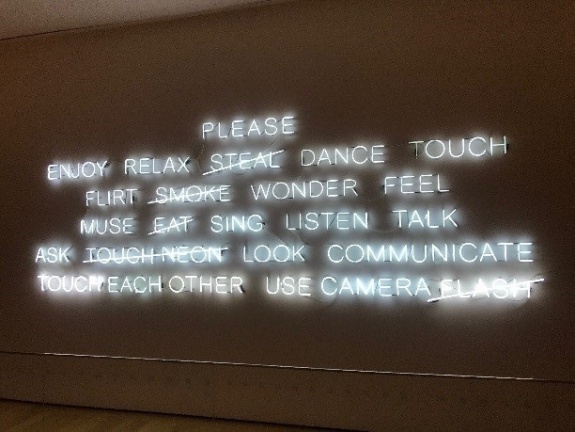 PLEASE
ENJOY RELAX STEAL DANCE TOUCH
FLIRT SMOKE WONDER FEEL
MUSE EAT SING LISTEN TALK
ASK TOUCH NEON LOOK COMMUNICATE
TOUCH EACH OTHER USE CAMERA FLASH